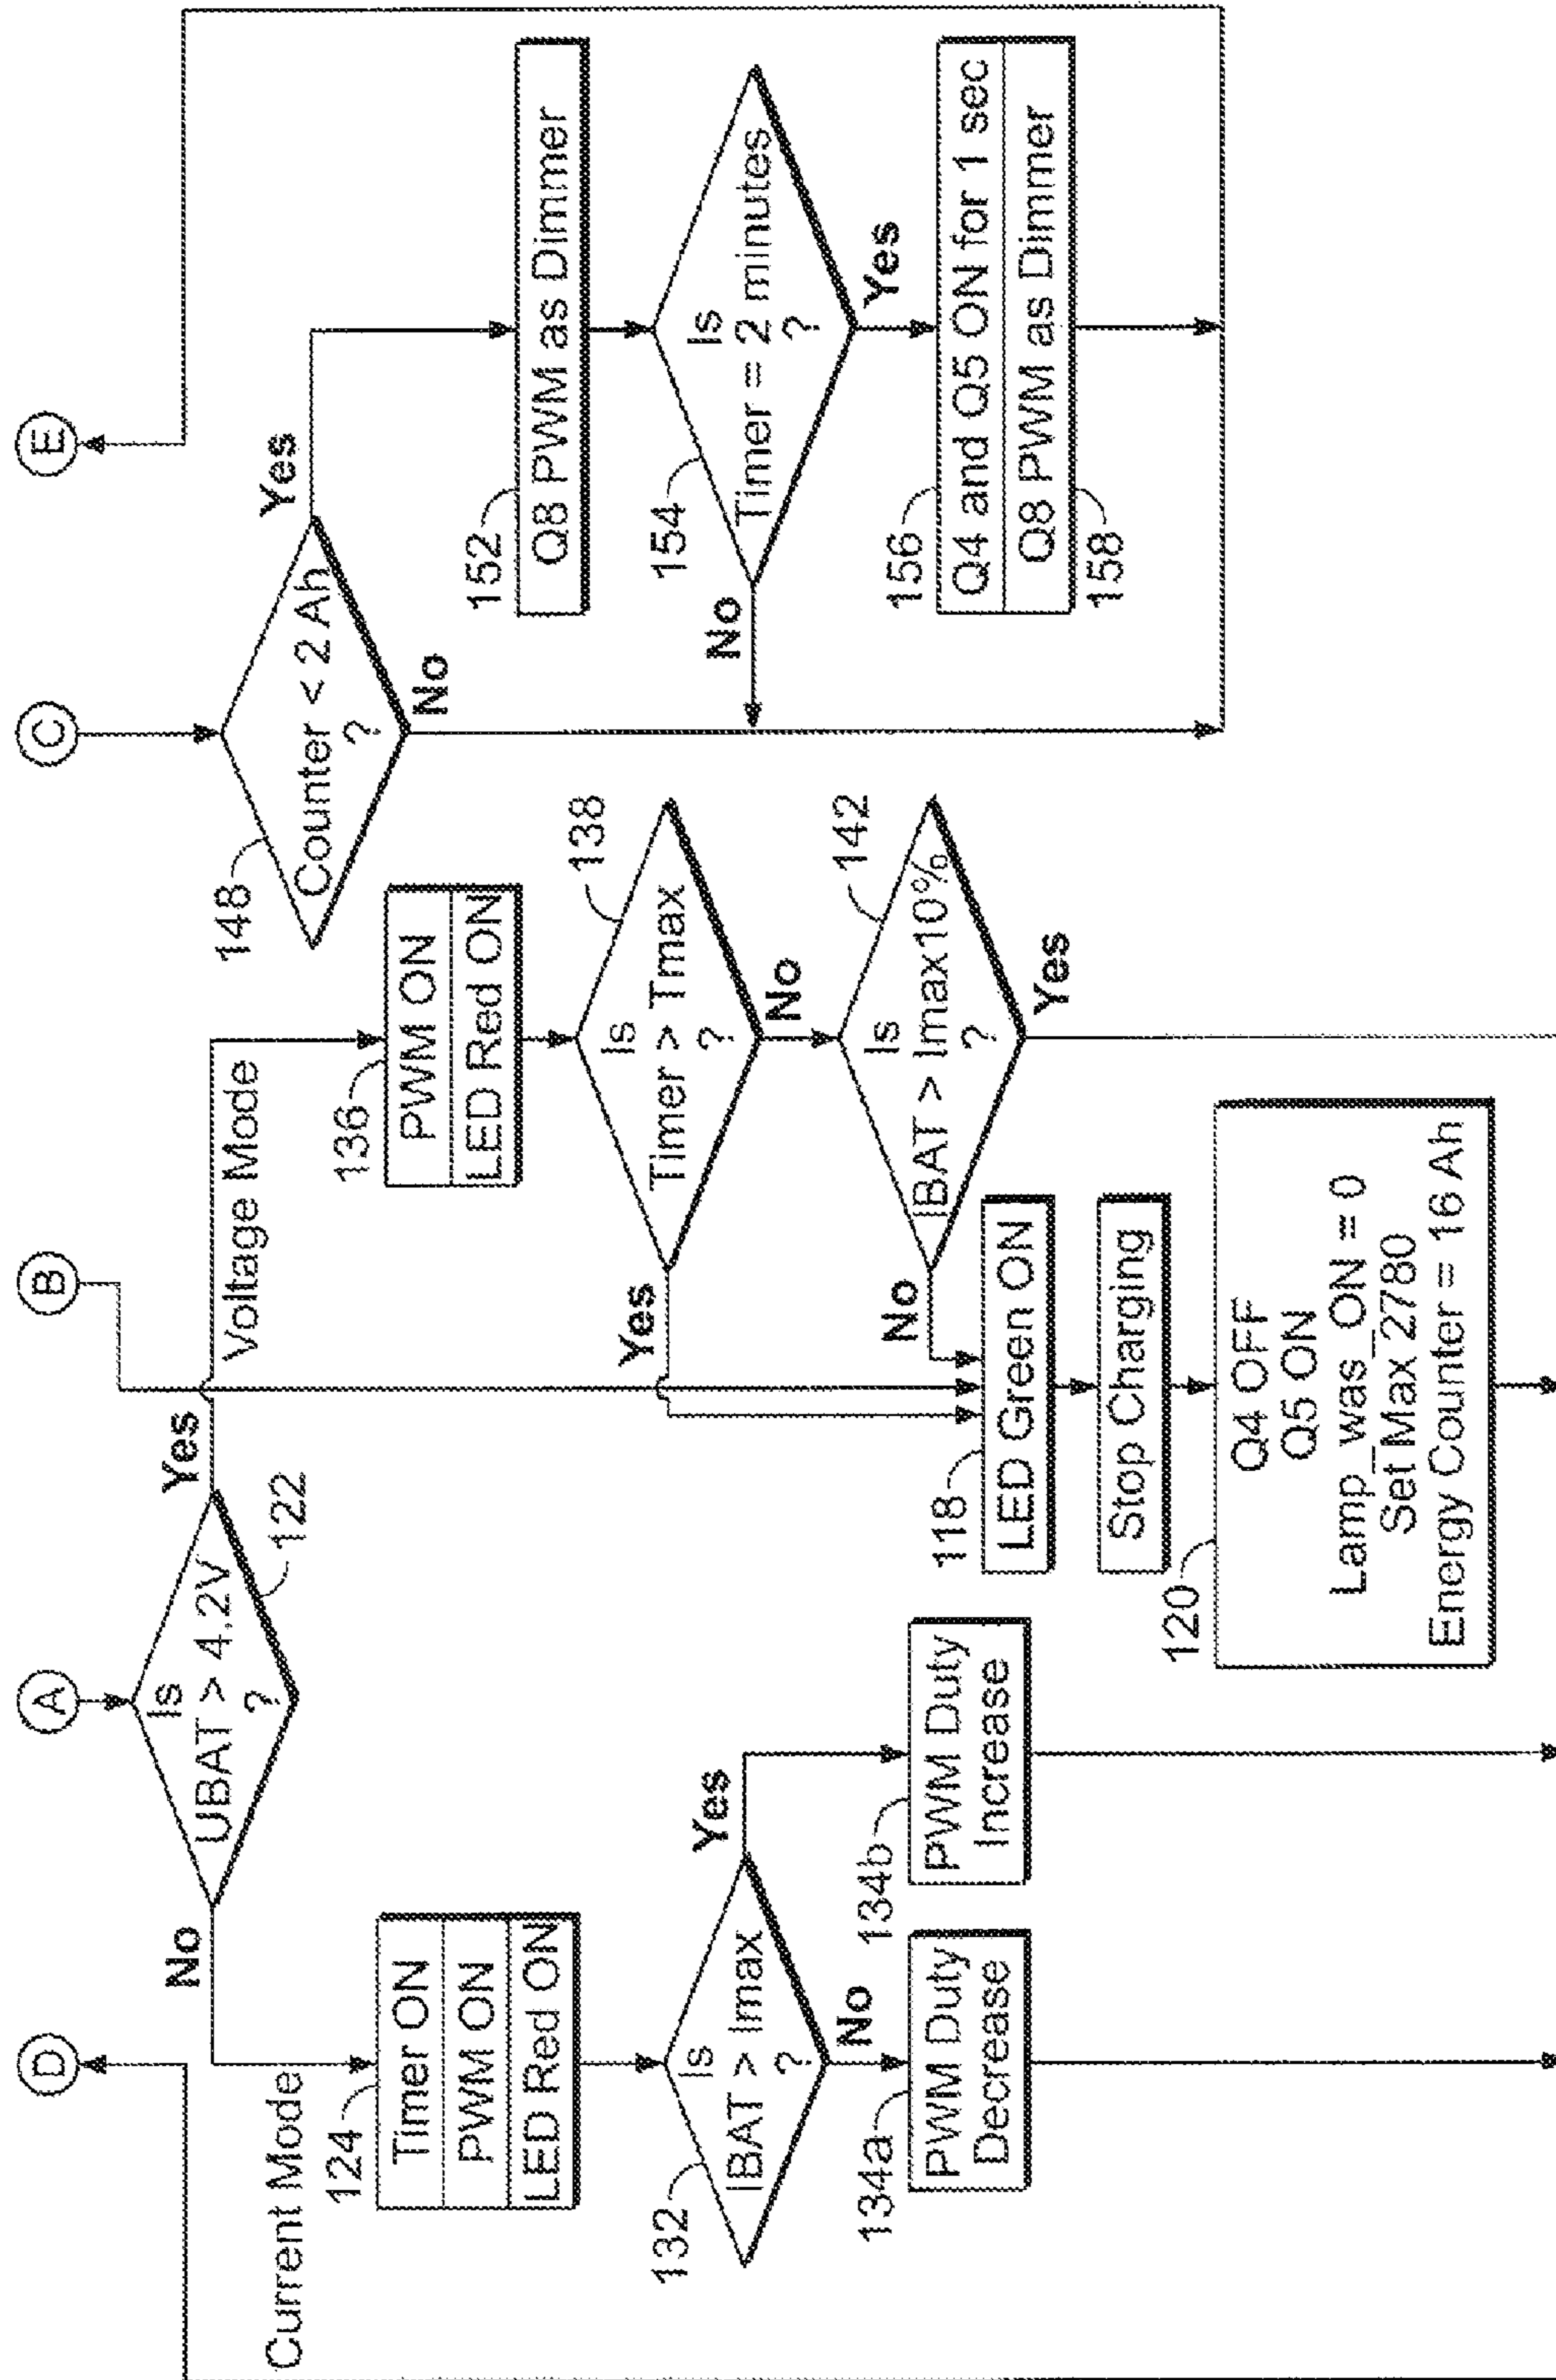 D
A
B
C
E
No
Is
UBAT > 4.2V
?
122
Yes
Current Mode
Voltage Mode
124
Timer ON
PWM ON
LED Red ON
132
Is
IBAT > Imax
?
Yes
No
134a
PWM Duty
Decrease
134b
PWM Duty
Increase
136
PWM ON
LED Red ON
138
Is
Timer > Tmax
?
Yes
No
142
Is
IBAT > Imax10%
?
No
Yes
118
LED Green ON
Stop Charging
120
Q4 OFF
Q5 ON
Lamp_was_ON = 0
Set Max 2780
Energy Counter = 16 Ah
148
Counter < 2 Ah
?
Yes
No
152
Q8 PWM as Dimmer
154
Is
Timer = 2 minutes
?
No
Yes
156
Q4 and Q5 ON for 1 sec
Q8 PWM as Dimmer
158